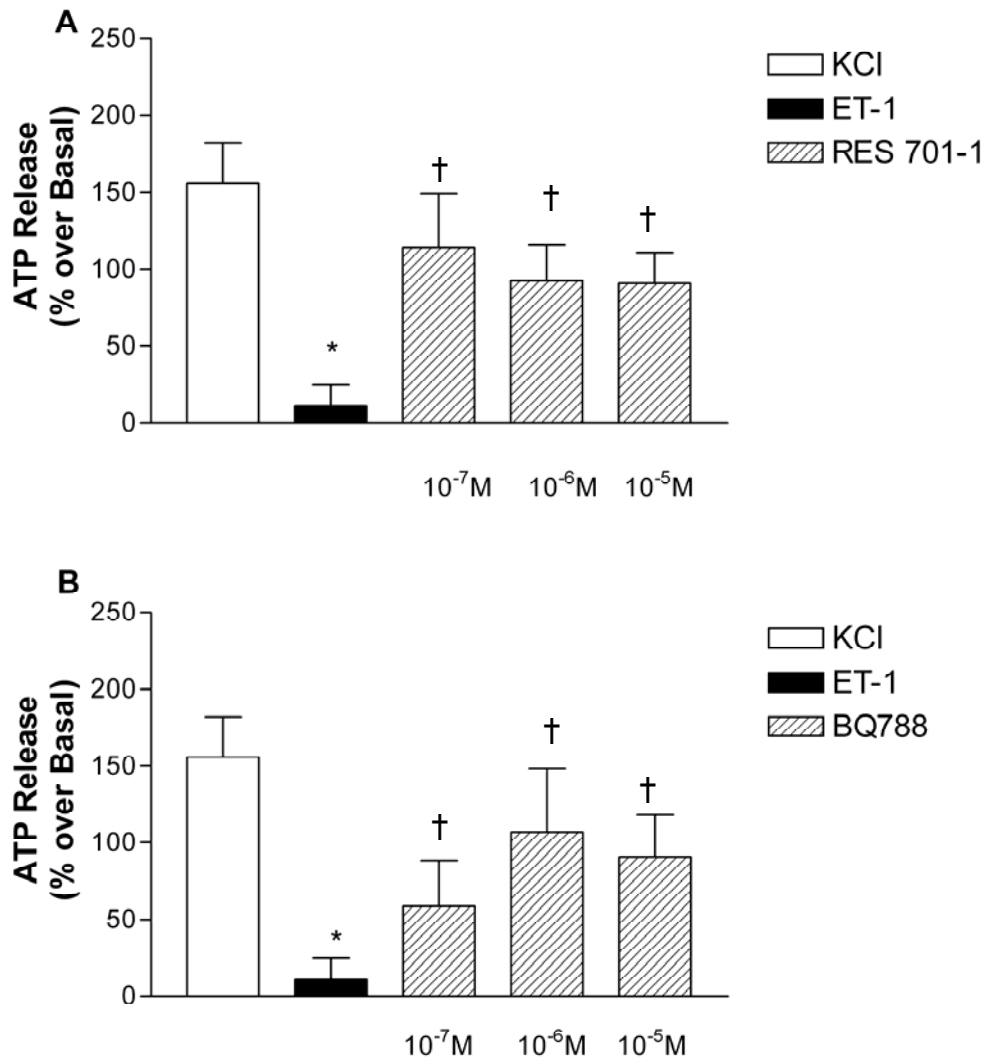 A
250
200
150
100
50
0
ATP Release
(% over Basal)
*
†
†
†
10⁻⁷M 10⁻⁶M 10⁻⁵M
KCl
ET-1
RES 701-1
B
250
200
150
100
50
0
ATP Release
(% over Basal)
*
†
†
†
10⁻⁷M 10⁻⁶M 10⁻⁵M
KCl
ET-1
BQ788